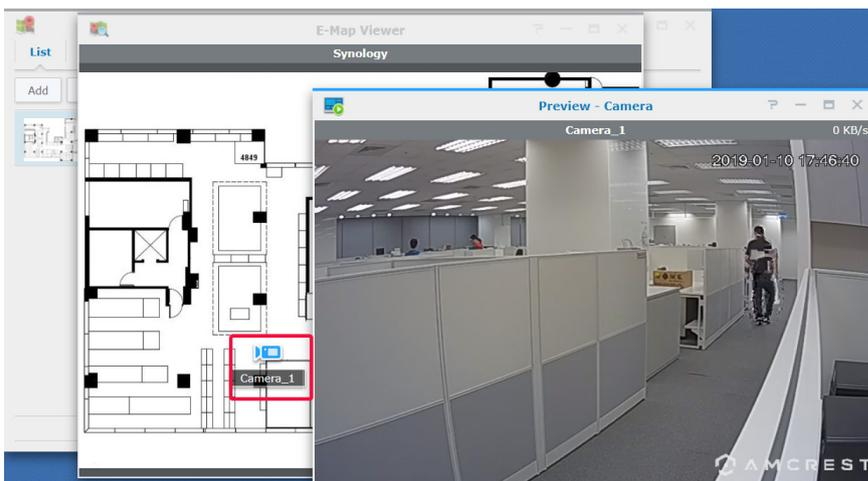 E-Map Viewer
List
Synology
Add
Preview - Camera
Camera_1
0 KB/s
2019-01-10 17:46:40
4849
Camera_1
AMCREST